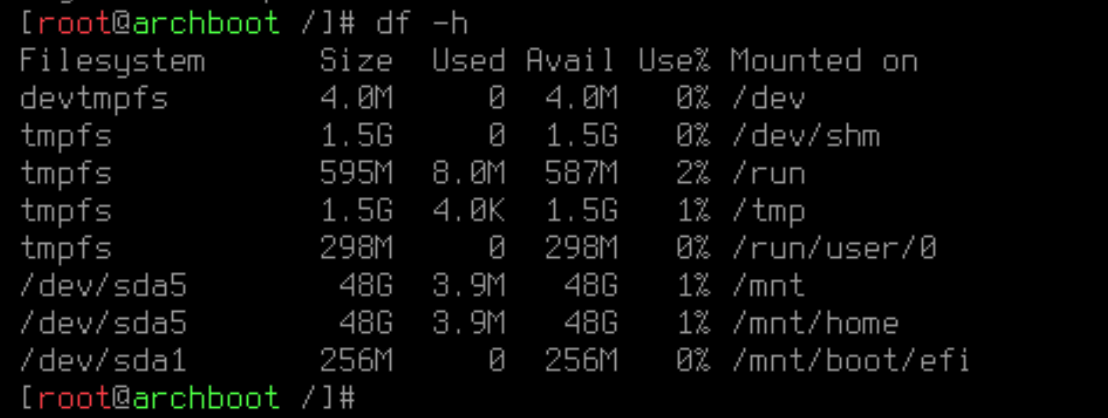 [root@archboot /]# df -h
Filesystem      Size  Used Avail Use% Mounted on
devtmpfs        4.0M     0  4.0M   0% /dev
tmpfs           1.5G     0  1.5G   0% /dev/shm
tmpfs           595M  8.0M  587M   2% /run
tmpfs           1.5G  4.0K  1.5G   1% /tmp
tmpfs           298M     0  298M   0% /run/user/0
/dev/sda5        48G  3.9M   48G   1% /mnt
/dev/sda5        48G  3.9M   48G   1% /mnt/home
/dev/sda1       256M     0  256M   0% /mnt/boot/efi
[root@archboot /]#